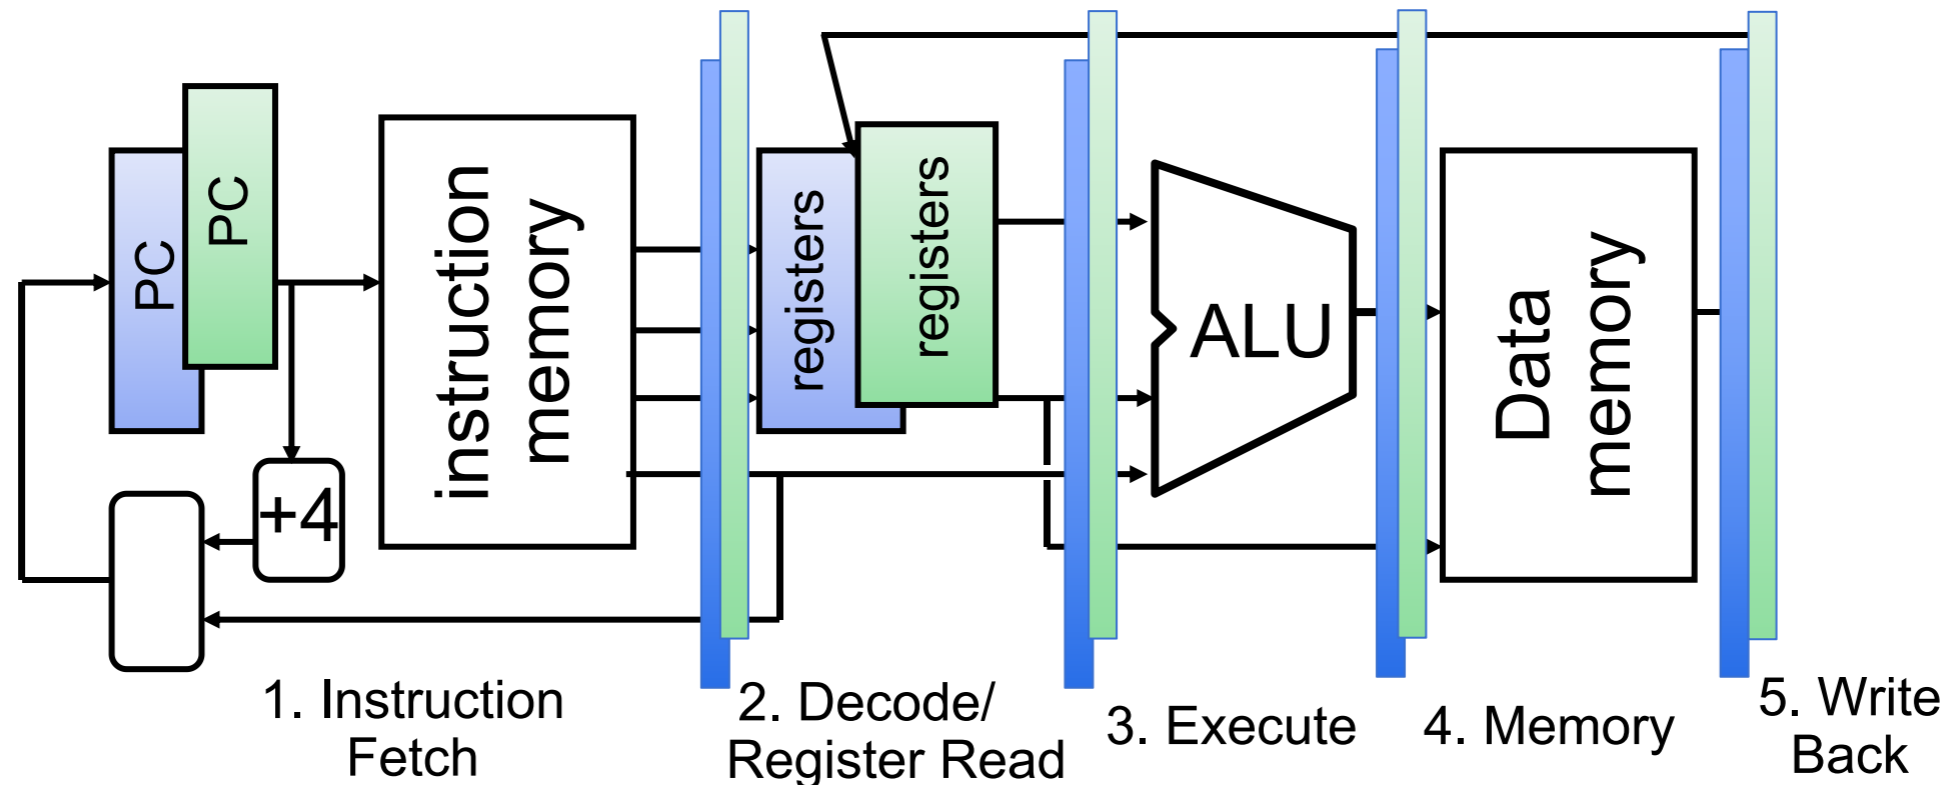 PC
PC
instruction
memory
+4
registers
registers
ALU
Data
memory
1. Instruction
Fetch
2. Decode/
Register Read
3. Execute
4. Memory
5. Write
Back